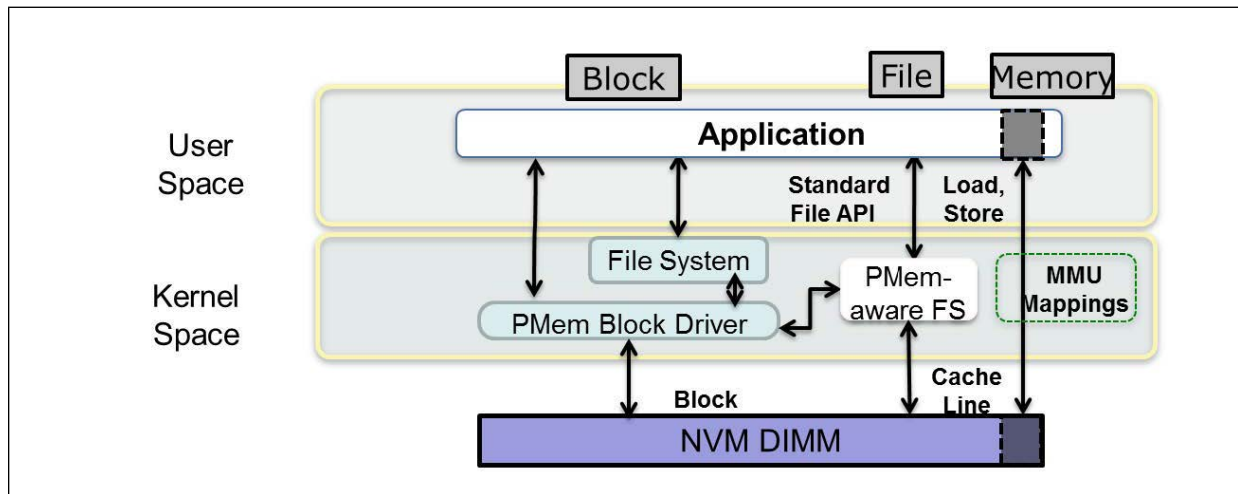 Block
File
Memory
User
Space
Application
Standard
File API
Load,
Store
Kernel
Space
File System
PMem Block Driver
PMem-
aware FS
MMU
Mappings
Block
Cache
Line
NVM DIMM